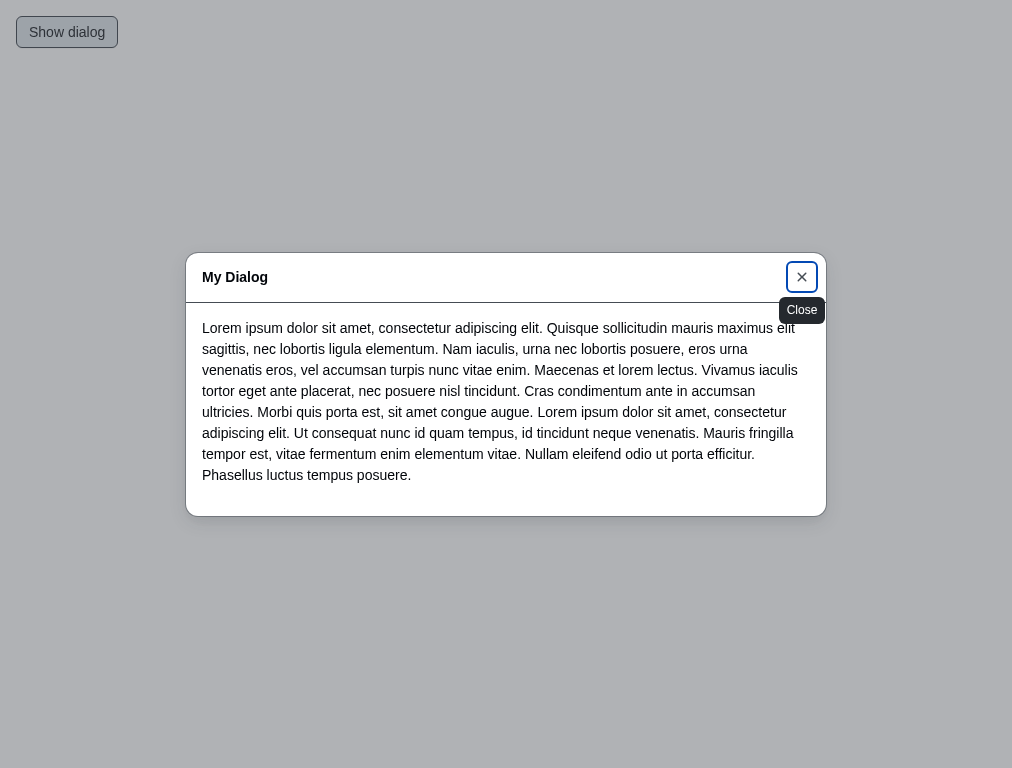 Show dialog
My Dialog
Close
Lorem ipsum dolor sit amet, consectetur adipiscing elit. Quisque sollicitudin mauris maximus elit
sagittis, nec lobortis ligula elementum. Nam iaculis, urna nec lobortis posuere, eros urna
venenatis eros, vel accumsan turpis nunc vitae enim. Maecenas et lorem lectus. Vivamus iaculis
tortor eget ante placerat, nec posuere nisl tincidunt. Cras condimentum ante in accumsan
ultricies. Morbi quis porta est, sit amet congue augue. Lorem ipsum dolor sit amet, consectetur
adipiscing elit. Ut consequat nunc id quam tempus, id tincidunt neque venenatis. Mauris fringilla
tempor est, vitae fermentum enim elementum vitae. Nullam eleifend odio ut porta efficitur.
Phasellus luctus tempus posuere.